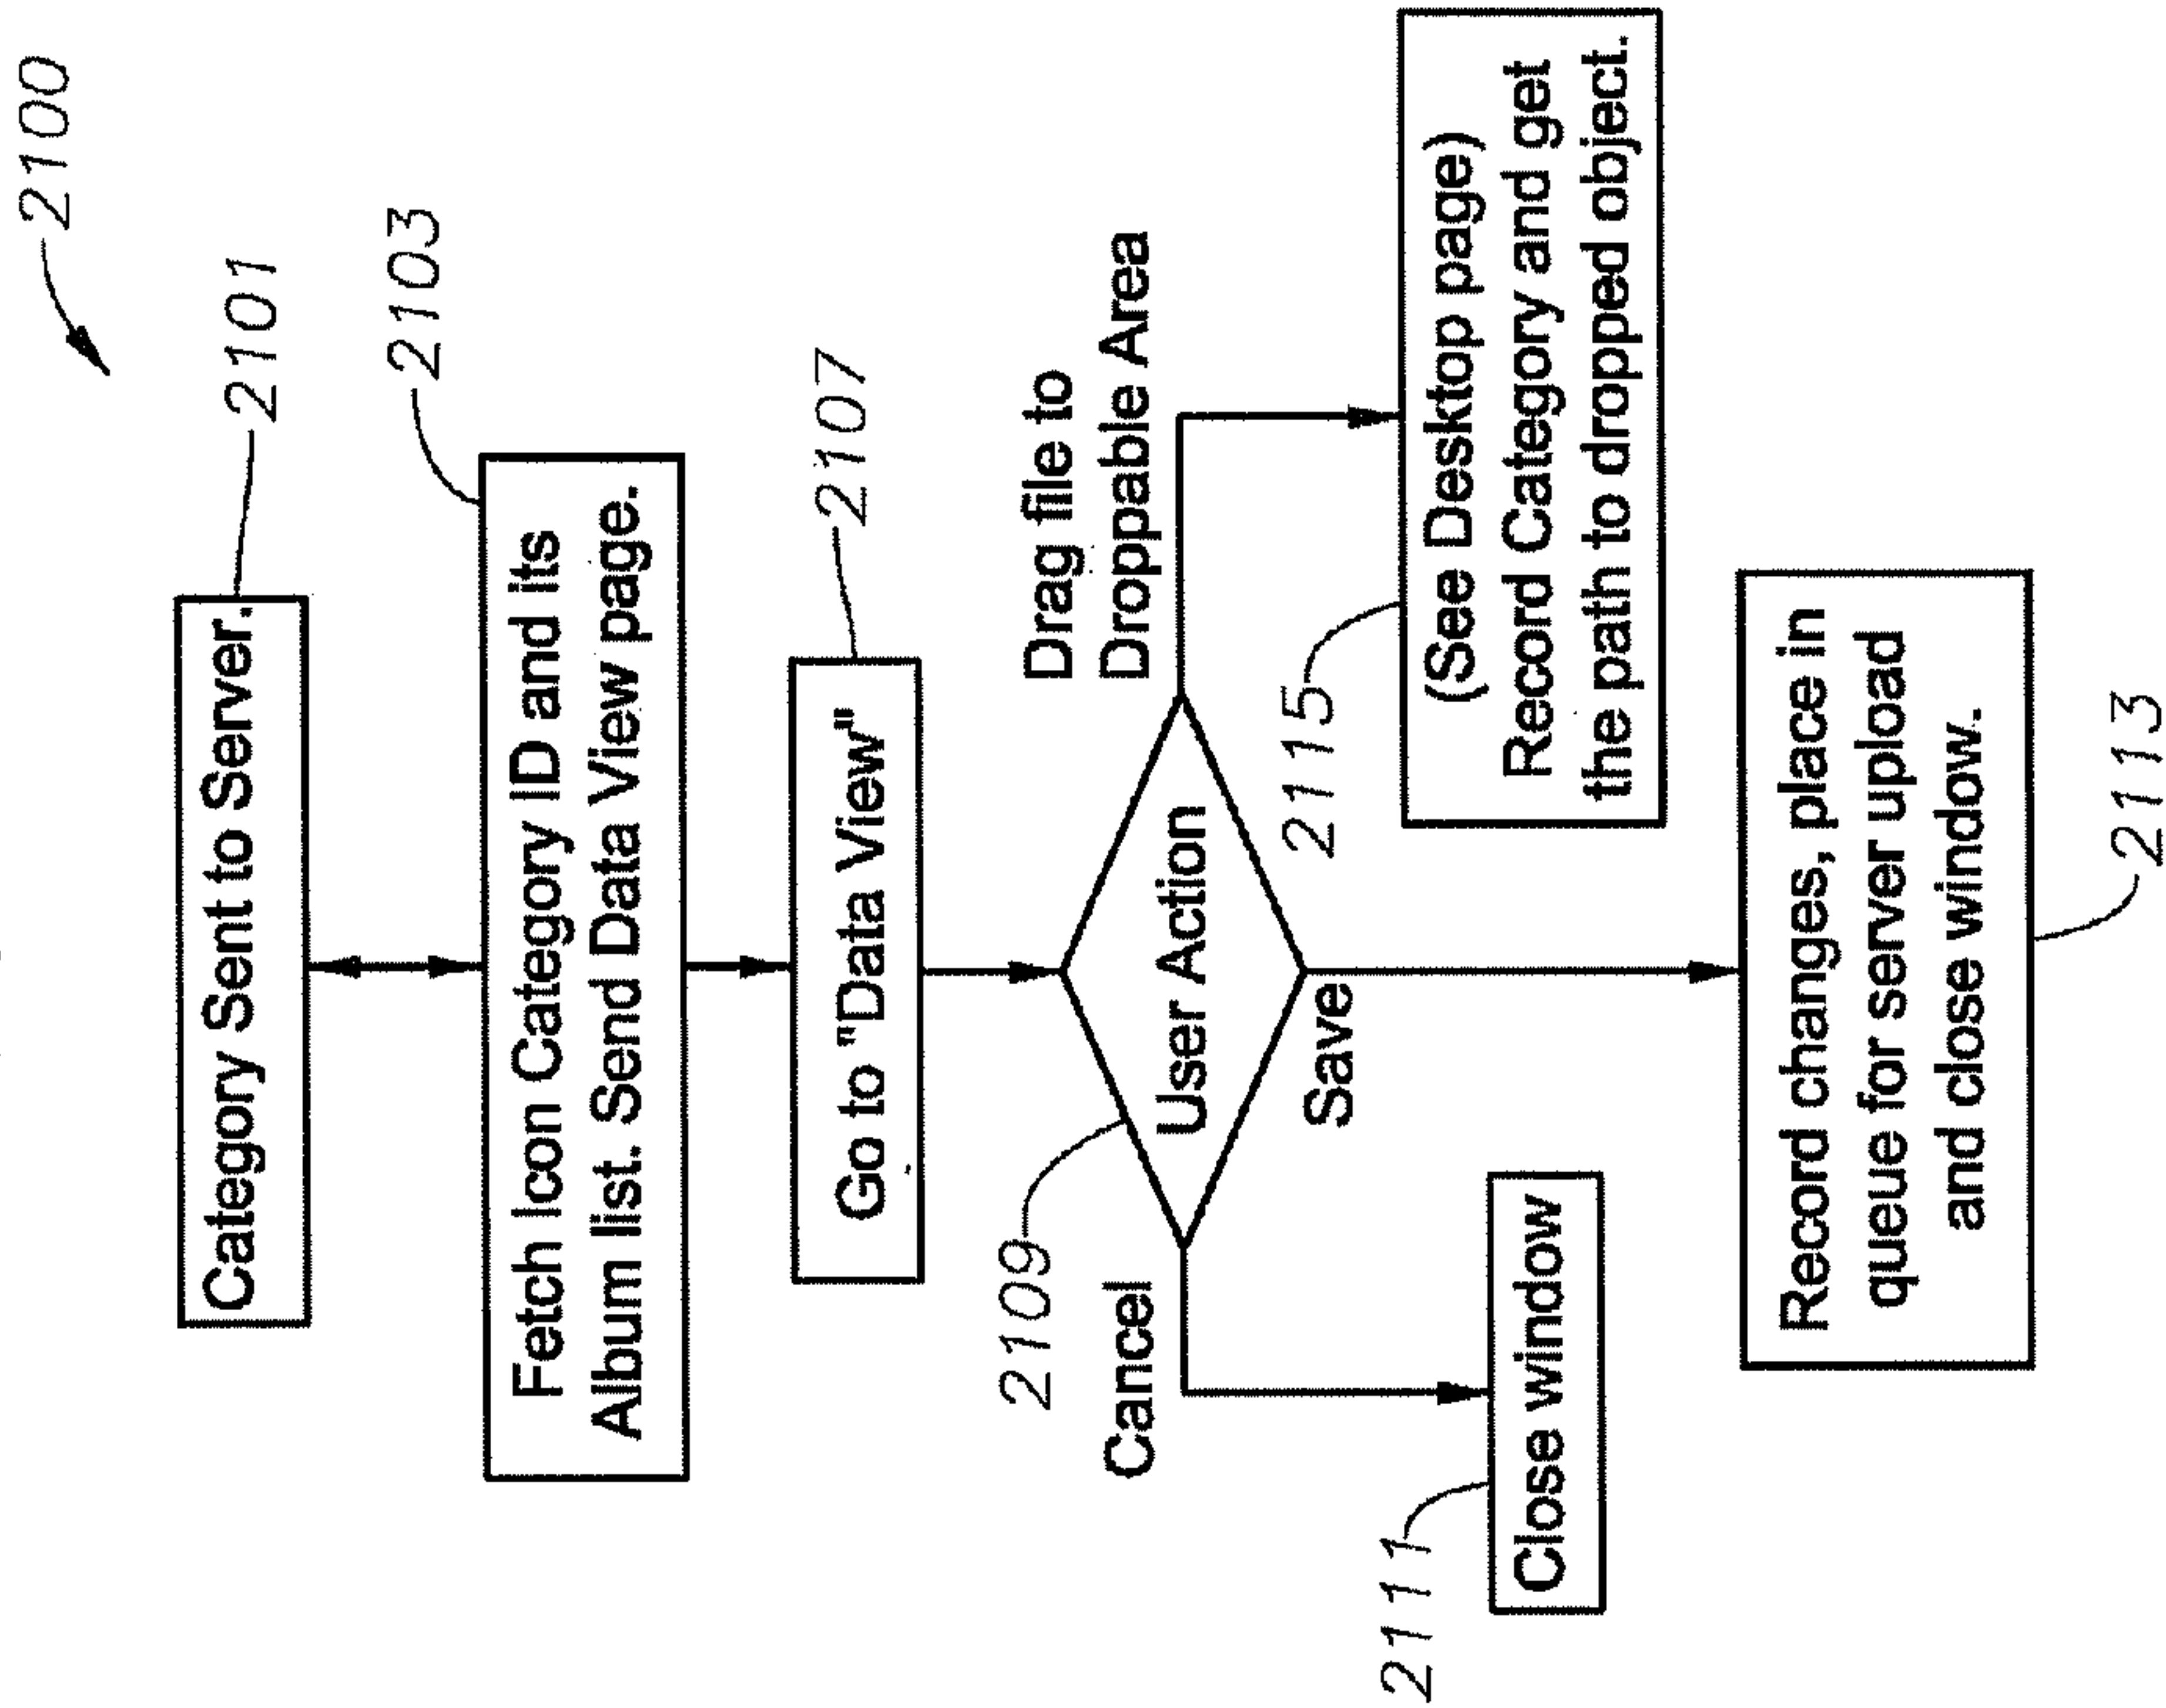 2100
2101
Category Sent to Server.
2103
Fetch Icon Category ID and its
Album list. Send Data View page.
2107
Go to "Data View"
2109
User Action
Cancel
Save
Drag file to
Droppable Area
2111
Close window
2115
(See Desktop page)
Record Category and get
the path to dropped object.
Record changes, place in
queue for server upload
and close window.
2113